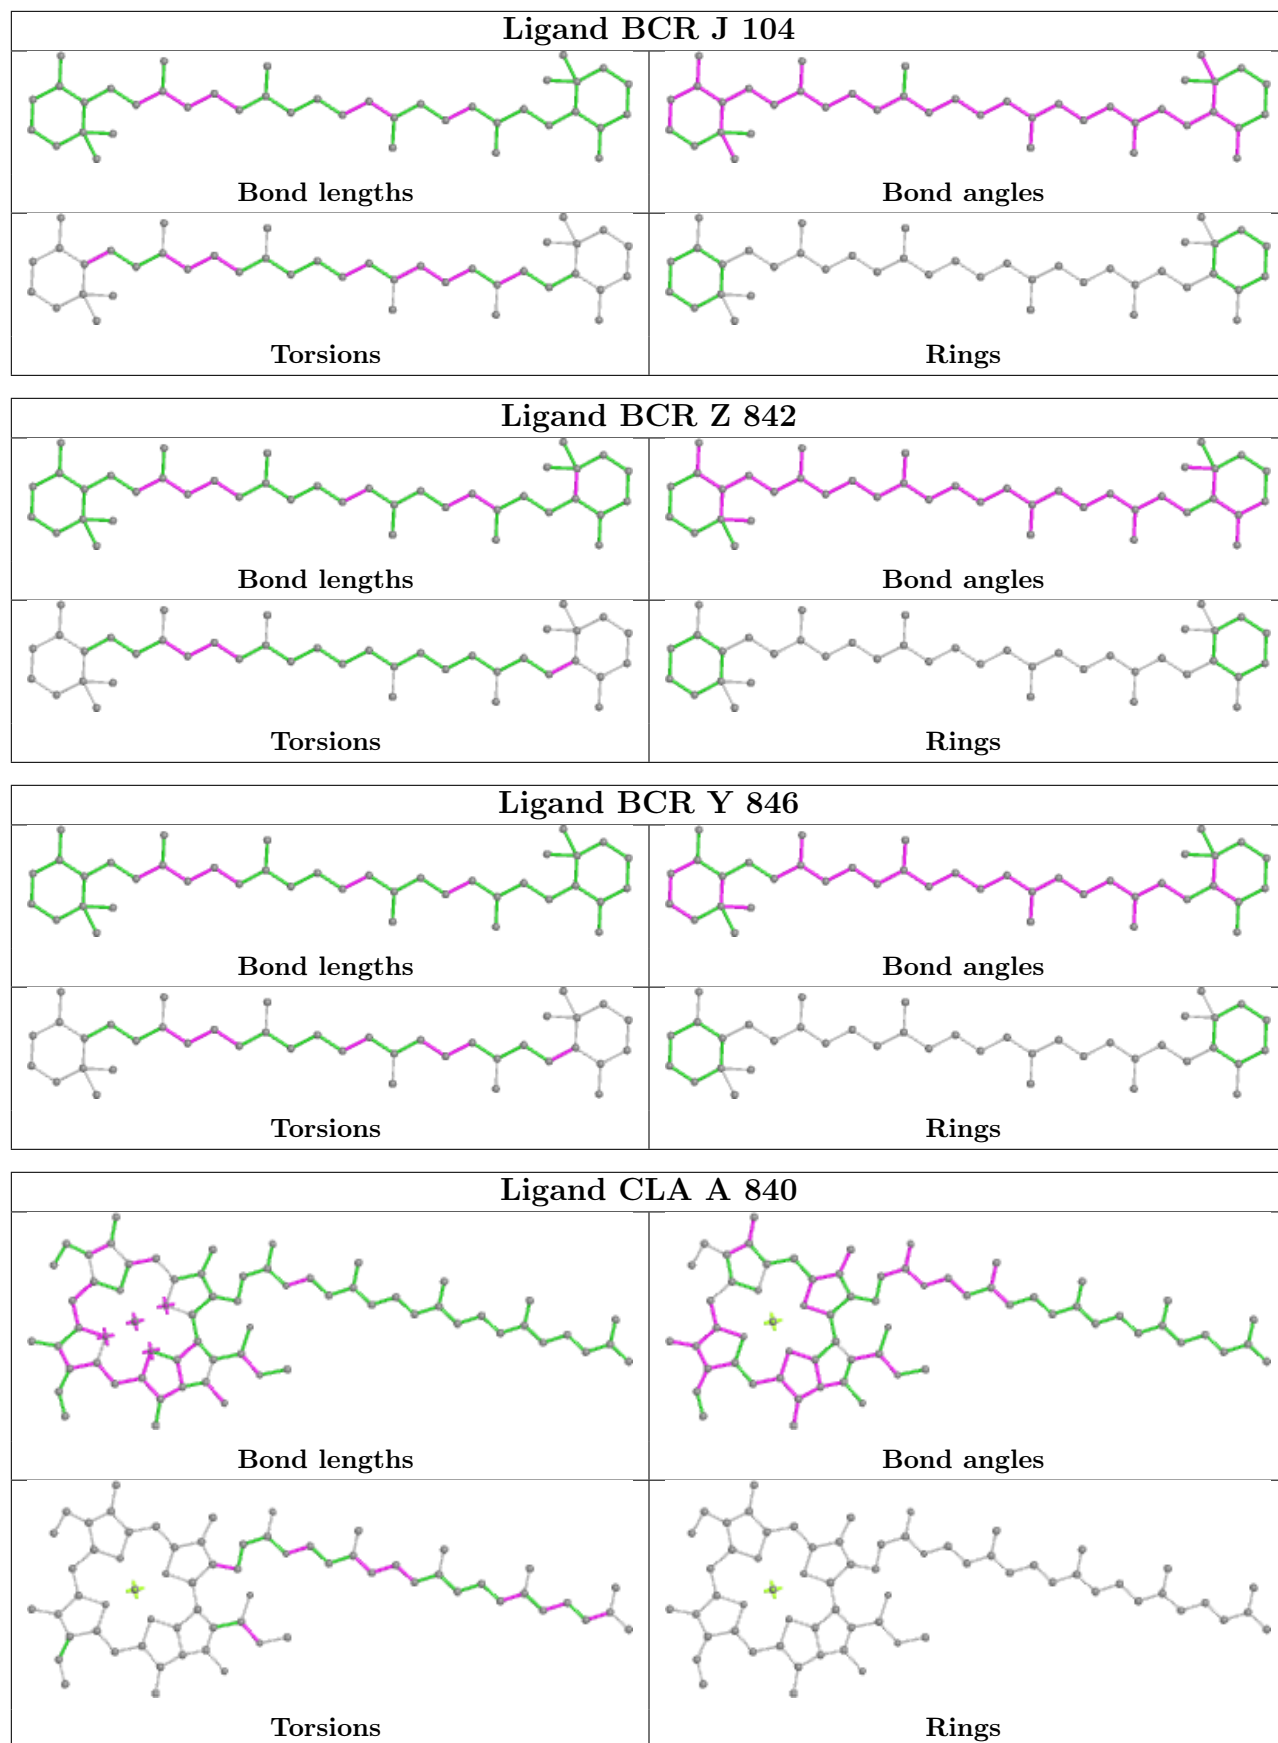 Ligand BCR J 104
Bond lengths
Bond angles
Torsions
Rings
Ligand BCR Z 842
Bond lengths
Bond angles
Torsions
Rings
Ligand BCR Y 846
Bond lengths
Bond angles
Torsions
Rings
Ligand CLA A 840
Bond lengths
Bond angles
Torsions
Rings